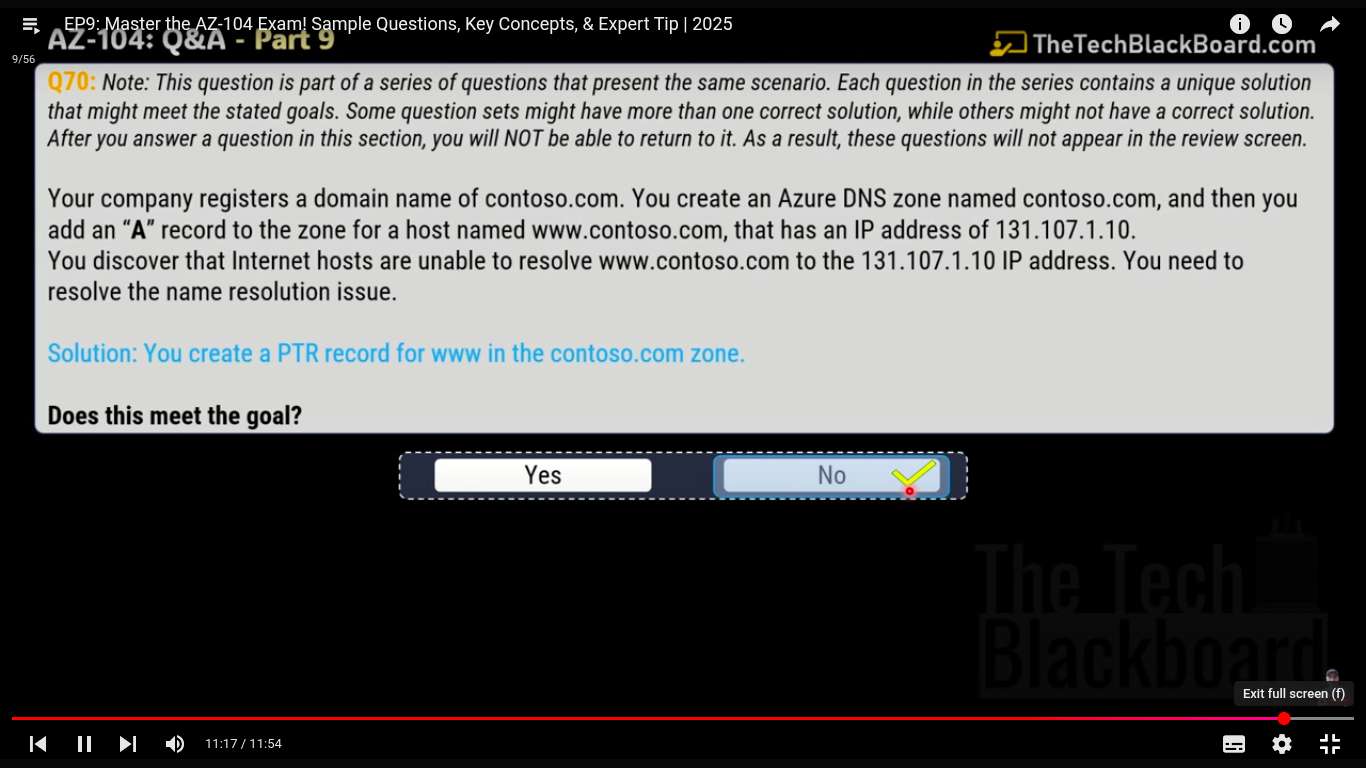 EP9: Master the AZ-104 Exam! Sample Questions, Key Concepts, & Expert Tip | 2025
AZ-104: Q&A - Part 9
TheTechBlackBoard.com
9/56
Q70: Note: This question is part of a series of questions that present the same scenario. Each question in the series contains a unique solution
that might meet the stated goals. Some question sets might have more than one correct solution, while others might not have a correct solution.
After you answer a question in this section, you will NOT be able to return to it. As a result, these questions will not appear in the review screen.
Your company registers a domain name of contoso.com. You create an Azure DNS zone named contoso.com, and then you
add an “A” record to the zone for a host named www.contoso.com, that has an IP address of 131.107.1.10.
You discover that Internet hosts are unable to resolve www.contoso.com to the 131.107.1.10 IP address. You need to
resolve the name resolution issue.
Solution: You create a PTR record for www in the contoso.com zone.
Does this meet the goal?
Yes
No
The Tech
Blackboard
Exit full screen (f)
11:17 / 11:54